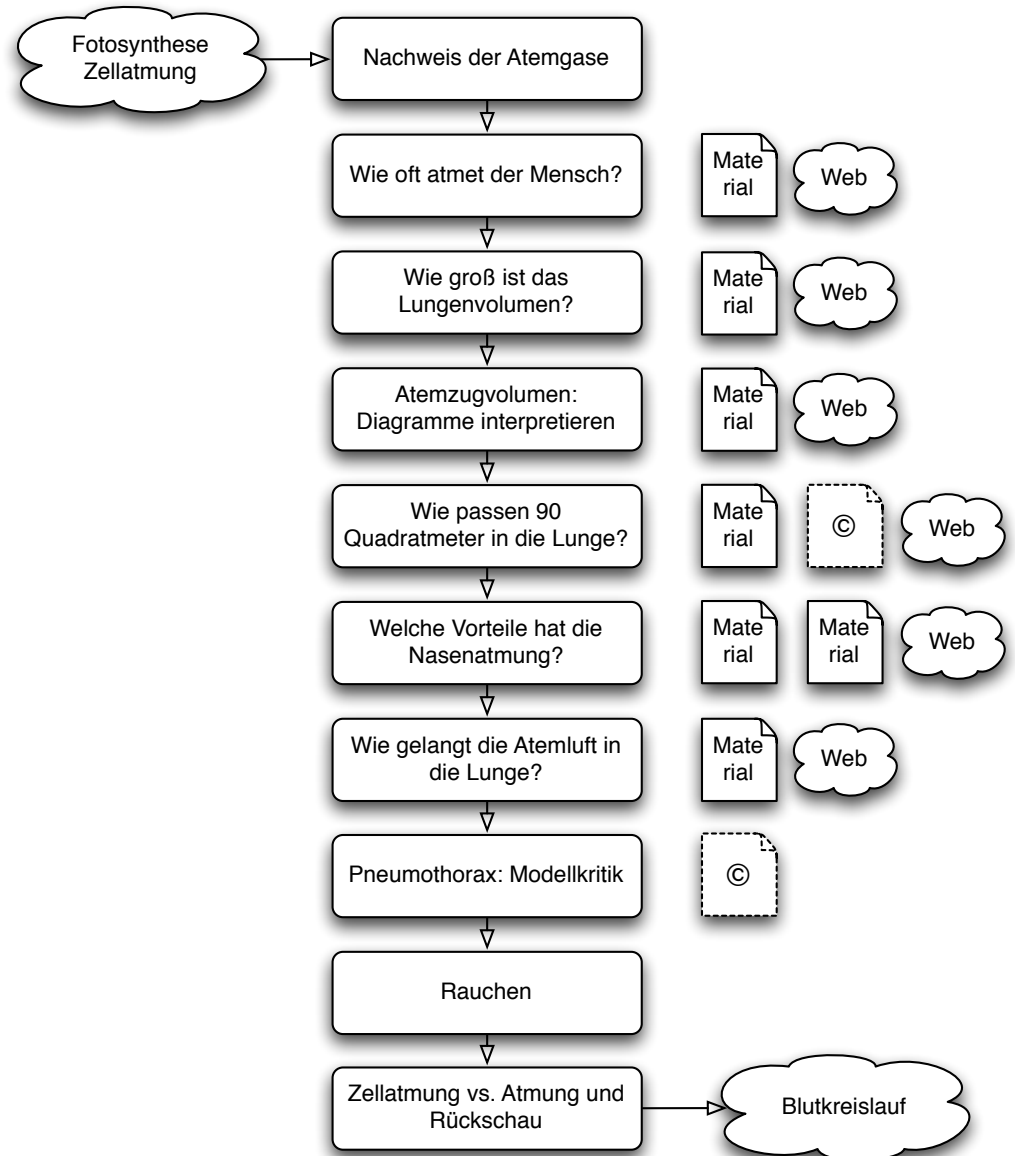 Fotosynthese
Zellatmung
Nachweis der Atemgase
Wie oft atmet der Mensch?
Mate
rial
Web
Wie groß ist das
Lungenvolumen?
Mate
rial
Web
Atemzugvolumen:
Diagramme interpretieren
Mate
rial
Web
Wie passen 90
Quadratmeter in die Lunge?
Mate
rial
©
Web
Welche Vorteile hat die
Nasenatmung?
Mate
rial
Mate
rial
Web
Wie gelangt die Atemluft in
die Lunge?
Mate
rial
Web
Pneumothorax: Modellkritik
©
Rauchen
Zellatmung vs. Atmung und
Rückschau
Blutkreislauf